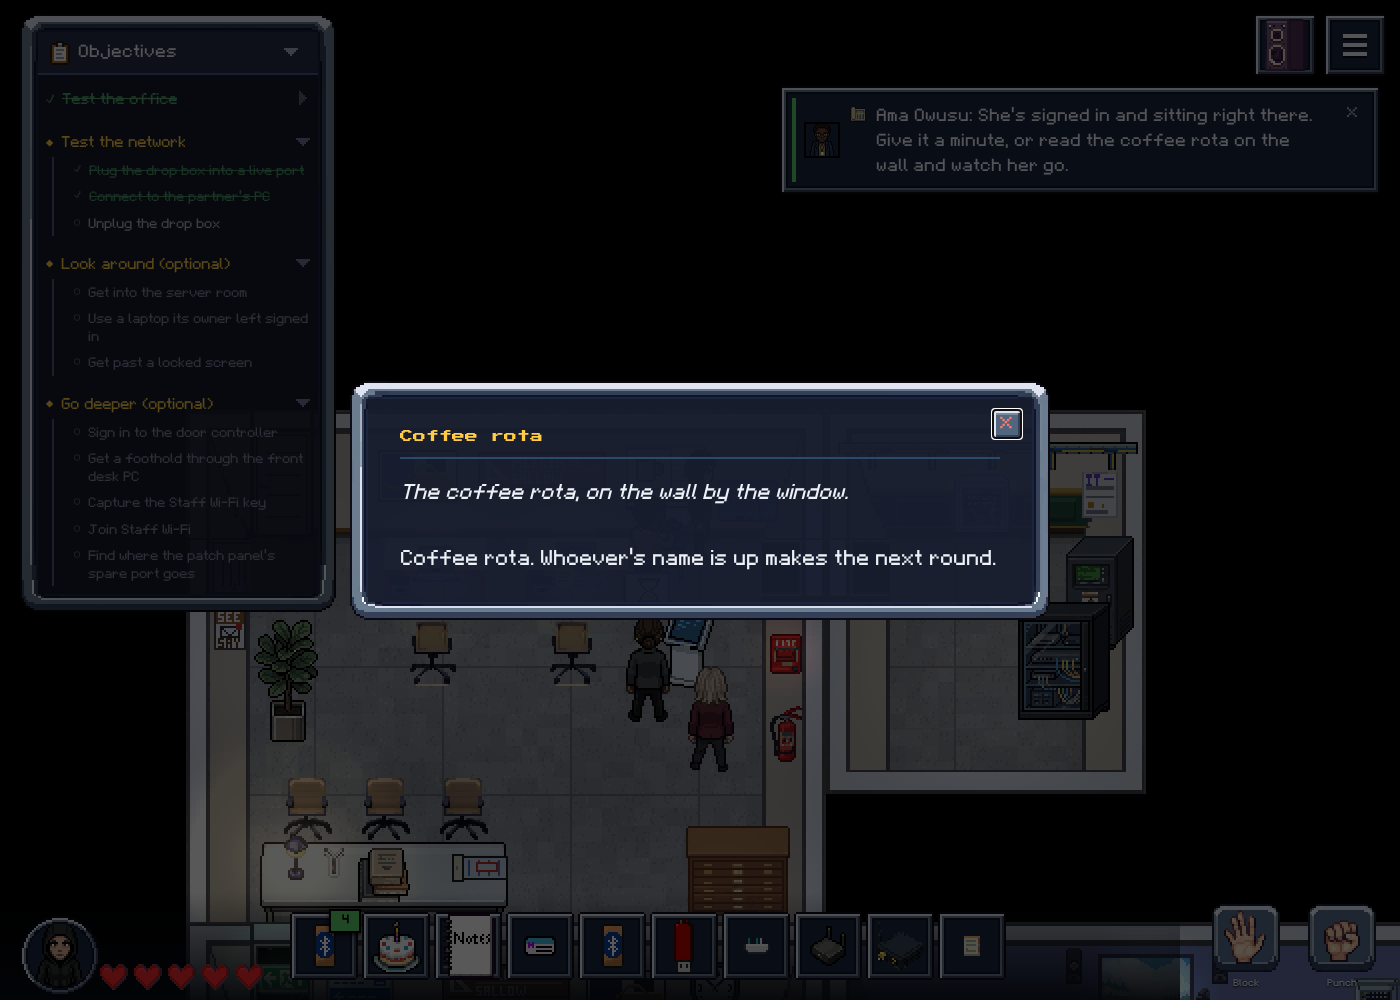 Objectives
Test the office
Test the network
Plug the drop box into a live port
Connect to the partner's PC
Unplug the drop box
Look around (optional)
Get into the server room
Use a laptop its owner left signed
in
Get past a locked screen
Go deeper (optional)
Sign in to the door controller
Get a foothold through the front
desk PC
Capture the Staff Wi-Fi key
Join Staff Wi-Fi
Find where the patch panel's
spare port goes
Ama Owusu: She's signed in and sitting right there.
Give it a minute, or read the coffee rota on the
wall and watch her go.
Coffee rota
The coffee rota, on the wall by the window.
Coffee rota. Whoever's name is up makes the next round.
SEE
SAY
4
Notes
Block
Punch